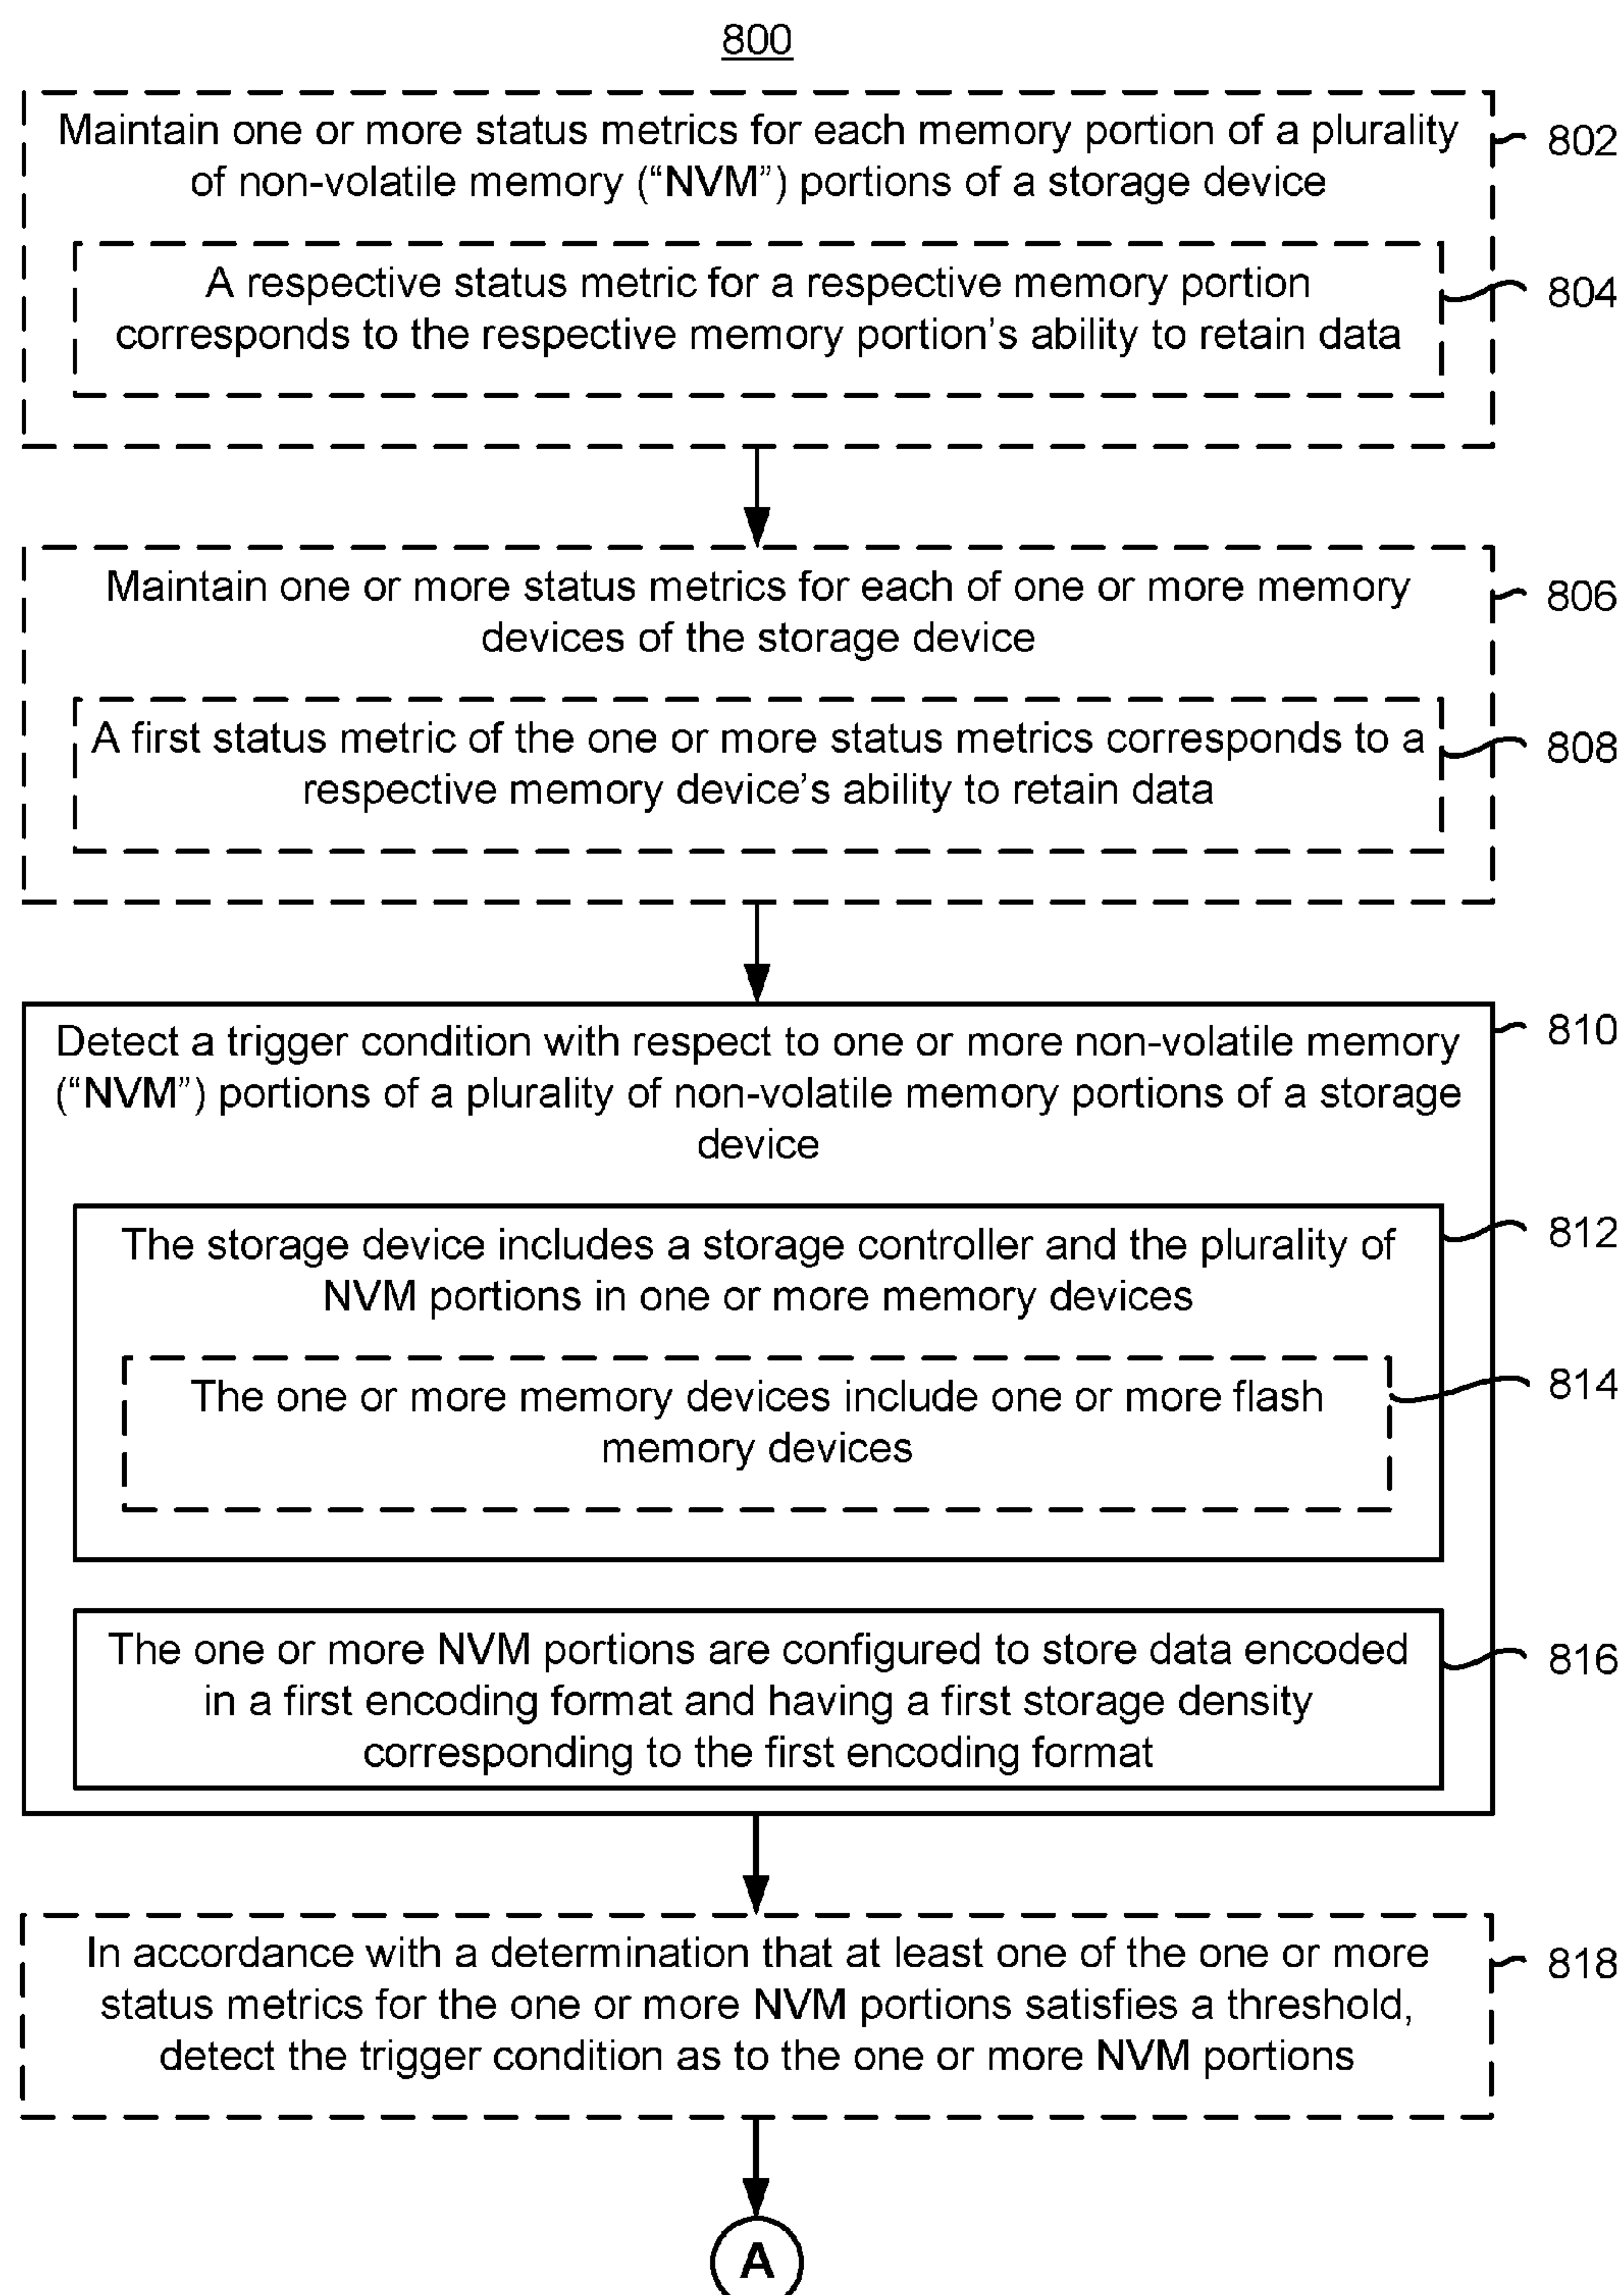 800
Maintain one or more status metrics for each memory portion of a plurality
of non-volatile memory (“NVM”) portions of a storage device
802
A respective status metric for a respective memory portion
corresponds to the respective memory portion’s ability to retain data
804
Maintain one or more status metrics for each of one or more memory
devices of the storage device
806
A first status metric of the one or more status metrics corresponds to a
respective memory device’s ability to retain data
808
Detect a trigger condition with respect to one or more non-volatile memory
(“NVM”) portions of a plurality of non-volatile memory portions of a storage
device
810
The storage device includes a storage controller and the plurality of
NVM portions in one or more memory devices
812
The one or more memory devices include one or more flash
memory devices
814
The one or more NVM portions are configured to store data encoded
in a first encoding format and having a first storage density
corresponding to the first encoding format
816
In accordance with a determination that at least one of the one or more
status metrics for the one or more NVM portions satisfies a threshold,
detect the trigger condition as to the one or more NVM portions
818
A